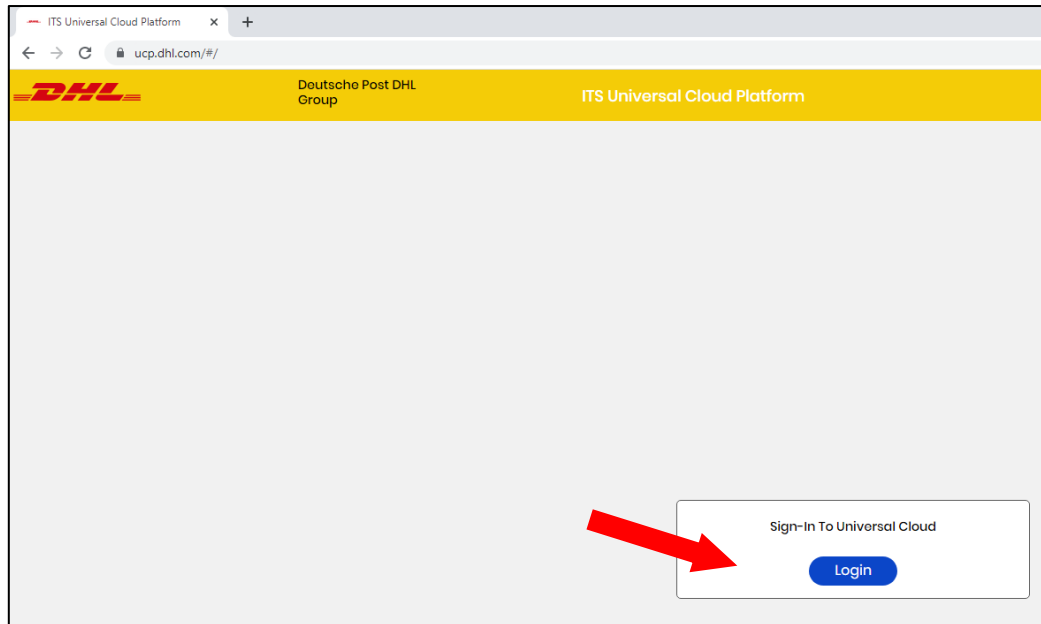 ITS Universal Cloud Platform
ucp.dhl.com/#/
DHL
Deutsche Post DHL
Group
ITS Universal Cloud Platform
Sign-In To Universal Cloud
Login